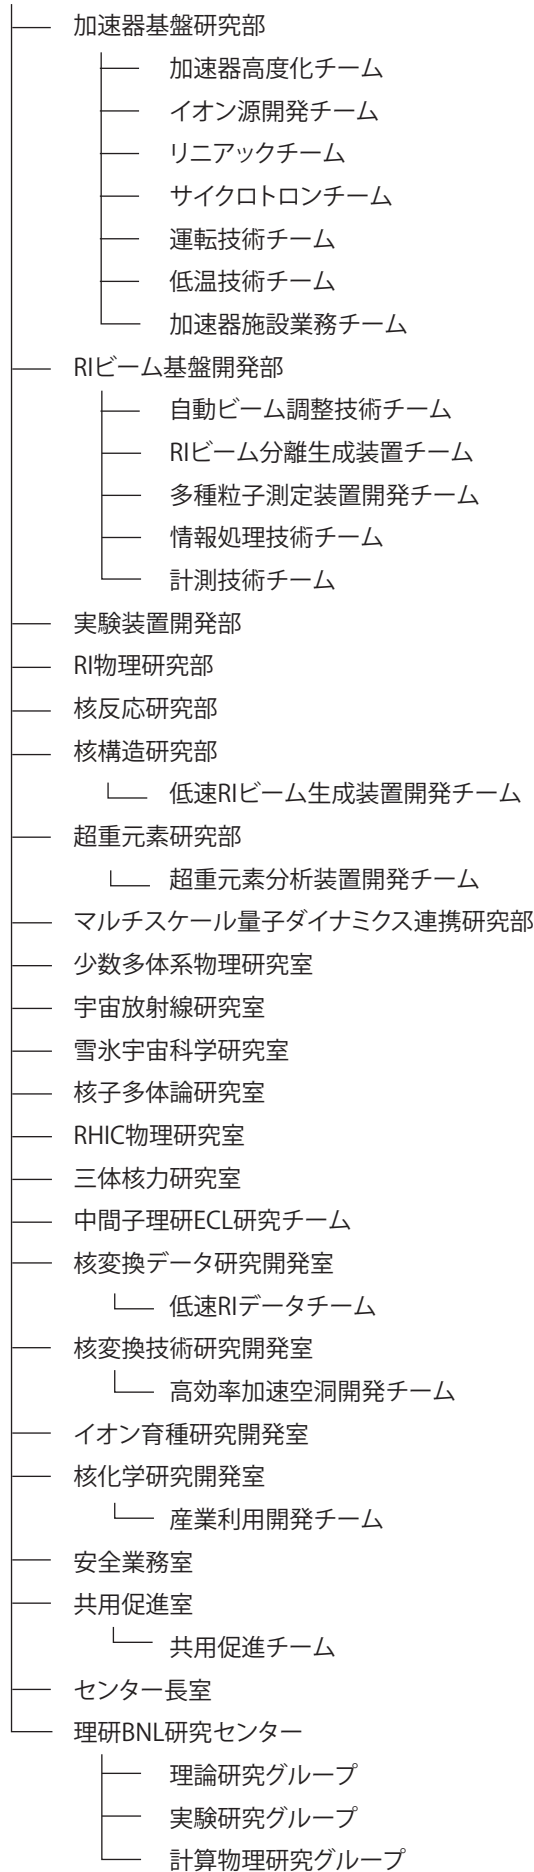 加速器基盤研究部
加速器高度化チーム
イオン源開発チーム
リニアックチーム
サイクロトロンチーム
運転技術チーム
低温技術チーム
加速器施設業務チーム
RIビーム基盤開発部
自動ビーム調整技術チーム
RIビーム分離生成装置チーム
多種粒子測定装置開発チーム
情報処理技術チーム
計測技術チーム
実験装置開発部
RI物理研究部
核反応研究部
核構造研究部
低速RIビーム生成装置開発チーム
超重元素研究部
超重元素分析装置開発チーム
マルチスケール量子ダイナミクス連携研究部
少数多体系物理研究室
宇宙放射線研究室
雪氷宇宙科学研究室
核子多体論研究室
RHIC物理研究室
三体核力研究室
中間子理研ECL研究チーム
核変換データ研究開発室
低速RIデータチーム
核変換技術研究開発室
高効率加速空洞開発チーム
イオン育種研究開発室
核化学研究開発室
産業利用開発チーム
安全業務室
共用促進室
共用促進チーム
センター長室
理研BNL研究センター
理論研究グループ
実験研究グループ
計算物理研究グループ